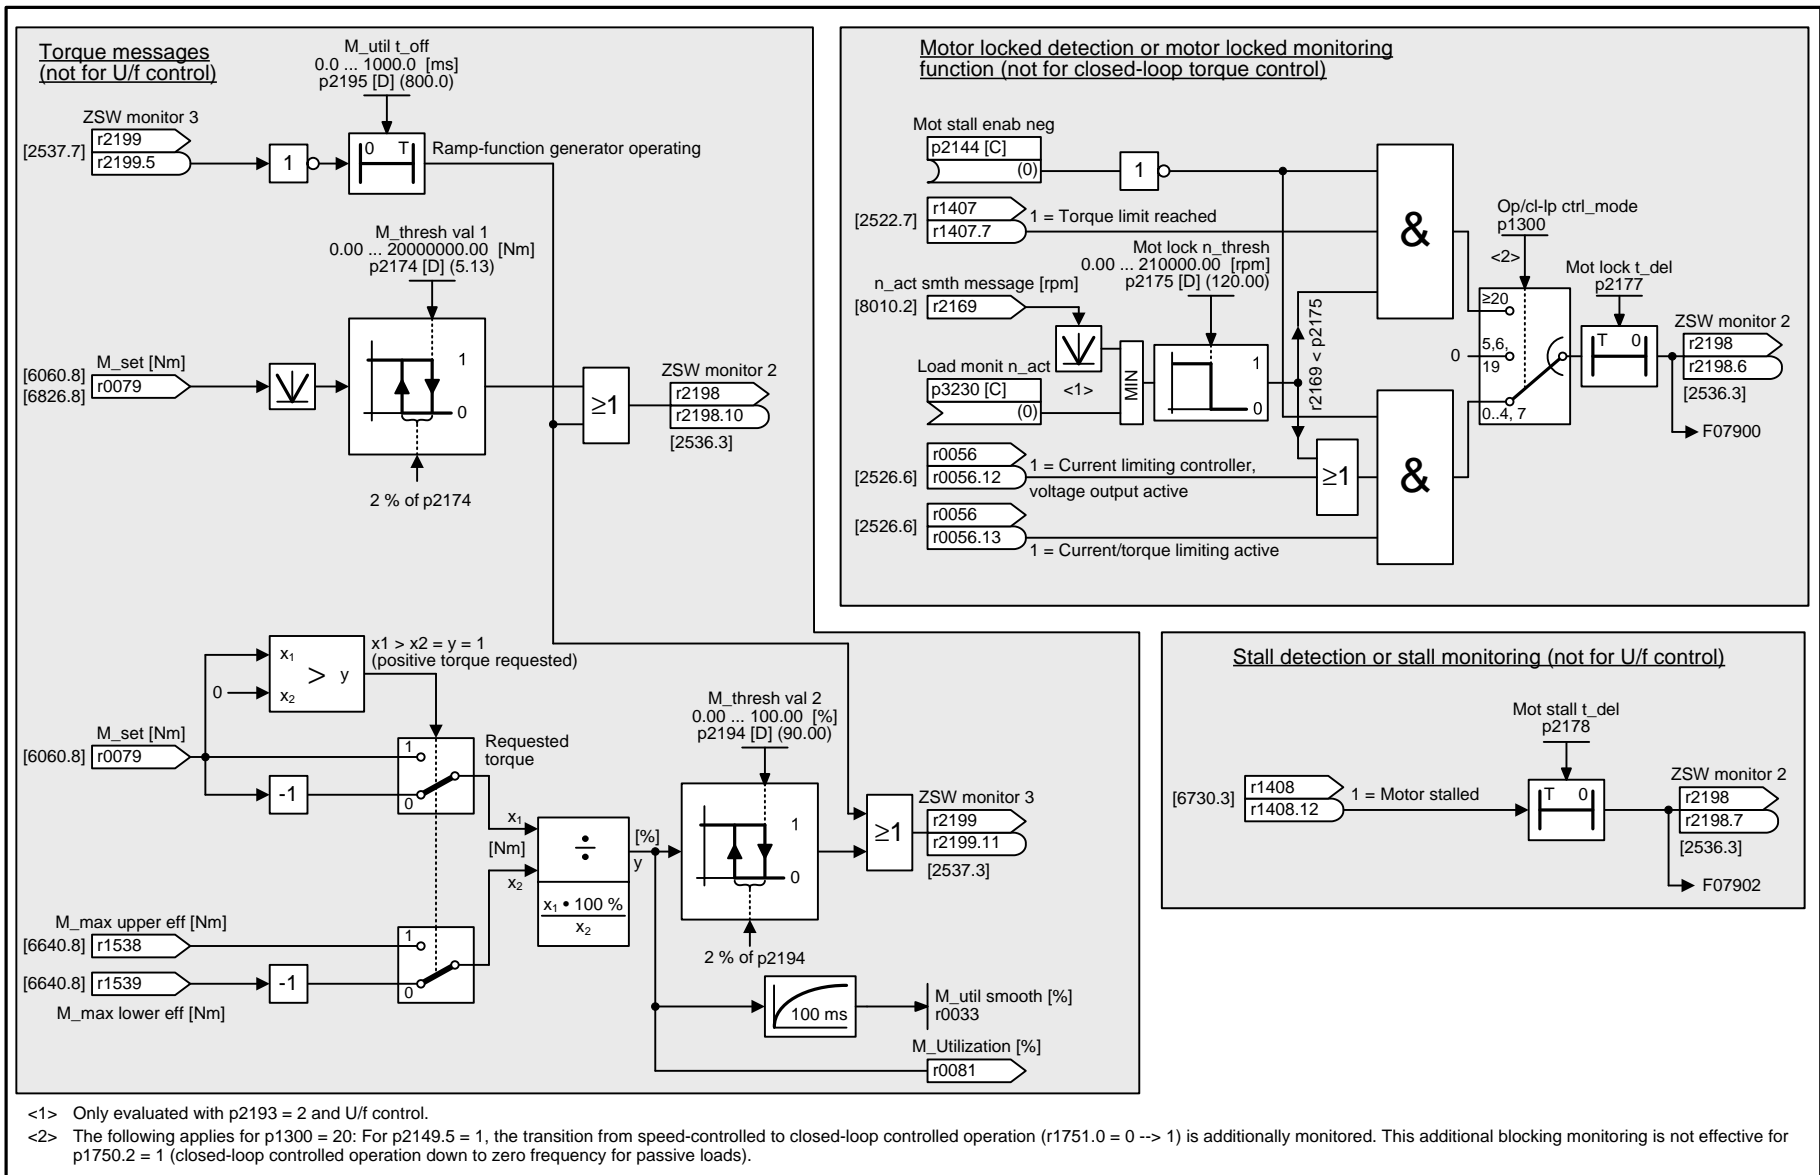 Torque messages
(not for U/f control)
M_util t_off
0.0 ... 1000.0 [ms]
p2195 [D] (800.0)
ZSW monitor 3
[2537.7]
r2199
r2199.5
1
0 T
Ramp-function generator operating
M_thresh val 1
0.00 ... 20000000.00 [Nm]
p2174 [D] (5.13)
M_set [Nm]
[6060.8]
[6826.8]
r0079
1
0
2 % of p2174
≥1
ZSW monitor 2
r2198
r2198.10
[2536.3]
x1 > x2 = y = 1
(positive torque requested)
x1
> y
0
x2
M_set [Nm]
[6060.8]
r0079
-1
1
0
Requested
torque
M_max upper eff [Nm]
[6640.8]
r1538
[6640.8]
r1539
-1
M_max lower eff [Nm]
1
0
x1
[Nm]
x2
÷
x1 • 100 %
x2
[%]
y
M_thresh val 2
0.00 ... 100.00 [%]
p2194 [D] (90.00)
1
0
2 % of p2194
≥1
ZSW monitor 3
r2199
r2199.11
[2537.3]
100 ms
M_util smooth [%]
r0033
M_Utilization [%]
r0081
Motor locked detection or motor locked monitoring
function (not for closed-loop torque control)
Mot stall enab neg
p2144 [C]
(0)
1
[2522.7]
r1407
r1407.7
1 = Torque limit reached
Mot lock n_thresh
0.00 ... 210000.00 [rpm]
p2175 [D] (120.00)
n_act smth message [rpm]
[8010.2]
r2169
<1>
Load monit n_act
p3230 [C]
(0)
MIN
1
0
r2169 < p2175
[2526.6]
r0056
r0056.12
1 = Current limiting controller,
voltage output active
≥1
[2526.6]
r0056
r0056.13
1 = Current/torque limiting active
&
&
Op/cl-lp ctrl_mode
p1300
<2>
≥20
0
5,6,
19
0..4, 7
Mot lock t_del
p2177
T 0
ZSW monitor 2
r2198
r2198.6
[2536.3]
F07900
Stall detection or stall monitoring (not for U/f control)
Mot stall t_del
p2178
[6730.3]
r1408
r1408.12
1 = Motor stalled
T 0
ZSW monitor 2
r2198
r2198.7
[2536.3]
F07902
<1> Only evaluated with p2193 = 2 and U/f control.
<2> The following applies for p1300 = 20: For p2149.5 = 1, the transition from speed-controlled to closed-loop controlled operation (r1751.0 = 0 --> 1) is additionally monitored. This additional blocking monitoring is not effective for
p1750.2 = 1 (closed-loop controlled operation down to zero frequency for passive loads).